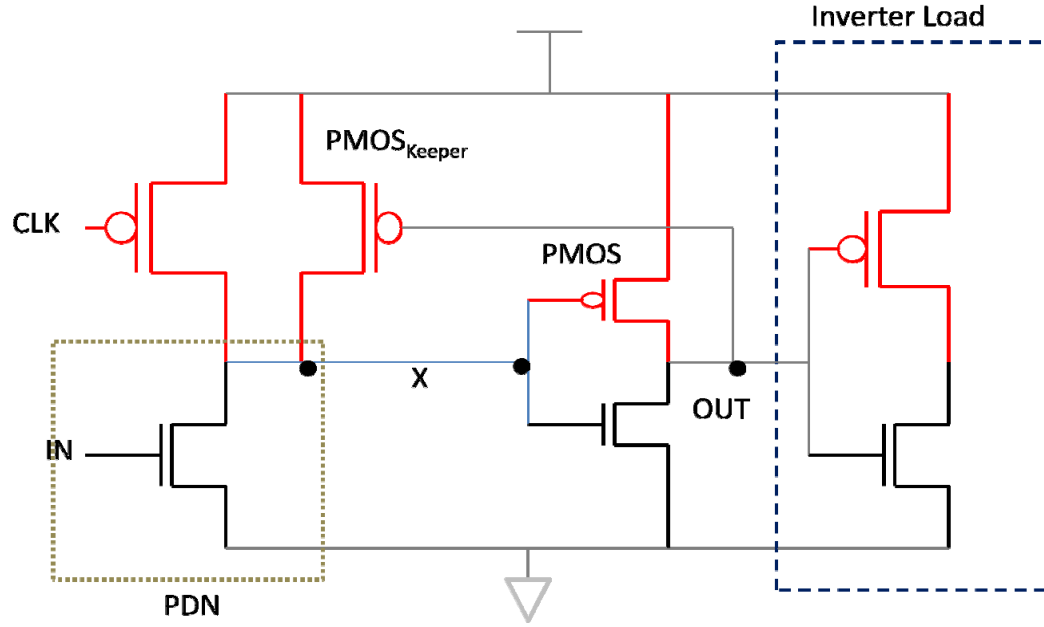 Inverter Load
PMOSKeeper
CLK
PMOS
X
OUT
IN
PDN